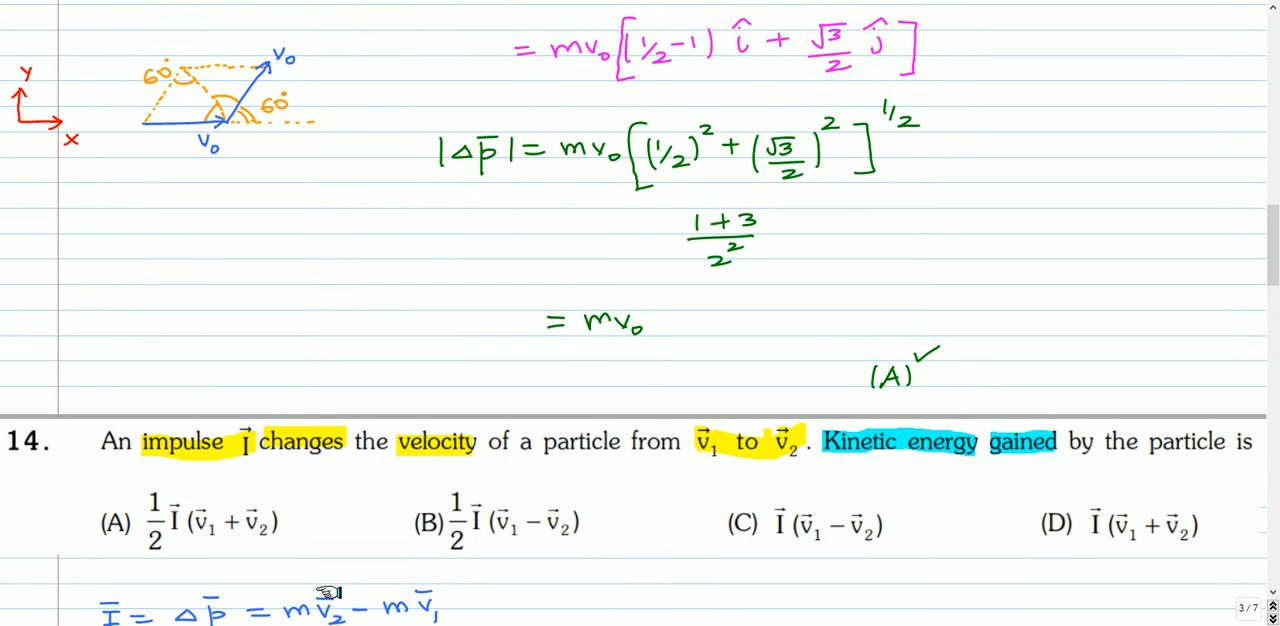 = mv₀[(1/2-1) î + √3/2 ĵ]
Y
60°
v₀
60°
X
v₀
|Δp̄| = mv₀[(1/2)² + (√3/2)²]^1/2
1+3
2²
= mv₀
(A) ✓
14. An impulse I⃗ changes the velocity of a particle from v⃗₁ to v⃗₂. Kinetic energy gained by the particle is
(A) 1/2 I⃗ (v⃗₁ + v⃗₂) (B) 1/2 I⃗ (v⃗₁ − v⃗₂) (C) I⃗ (v⃗₁ − v⃗₂) (D) I⃗ (v⃗₁ + v⃗₂)
Ī = Δp̄ = mv̄₂ - mv̄₁
3/7